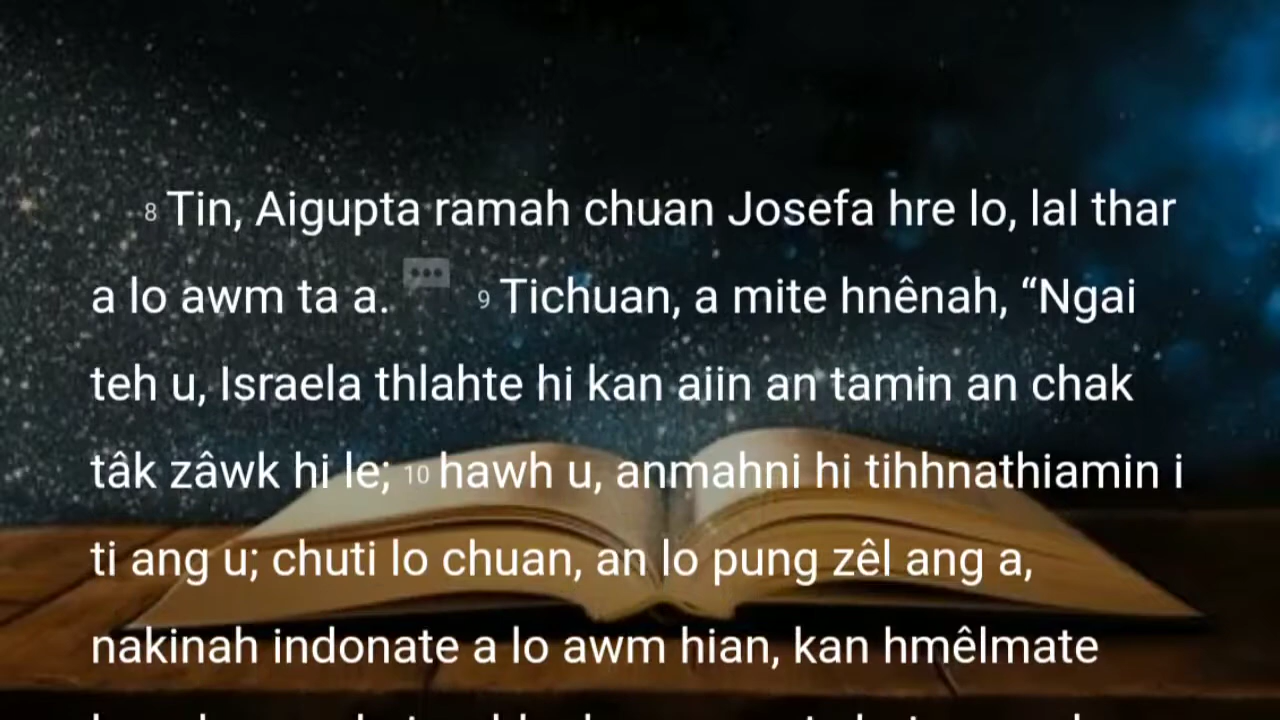 8 Tin, Aigupta ramah chuan Josefa hre lo, lal thar
a lo awm ta a. 9 Tichuan, a mite hnênah, “Ngai
teh u, Israela thlahte hi kan aiin an tamin an chak
tâk zâwk hi le; 10 hawh u, anmahni hi tihhnathiamin i
ti ang u; chuti lo chuan, an lo pung zêl ang a,
nakinah indonate a lo awm hian, kan hmêlmate